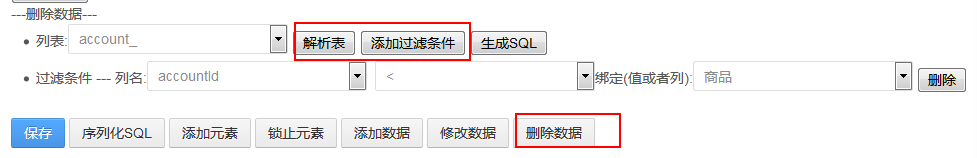 ---删除数据---
• 列表: account_ 解析表 添加过滤条件 生成SQL
• 过滤条件 --- 列名: accountId < 绑定(值或者列): 商品 删除
保存 序列化SQL 添加元素 锁止元素 添加数据 修改数据 删除数据